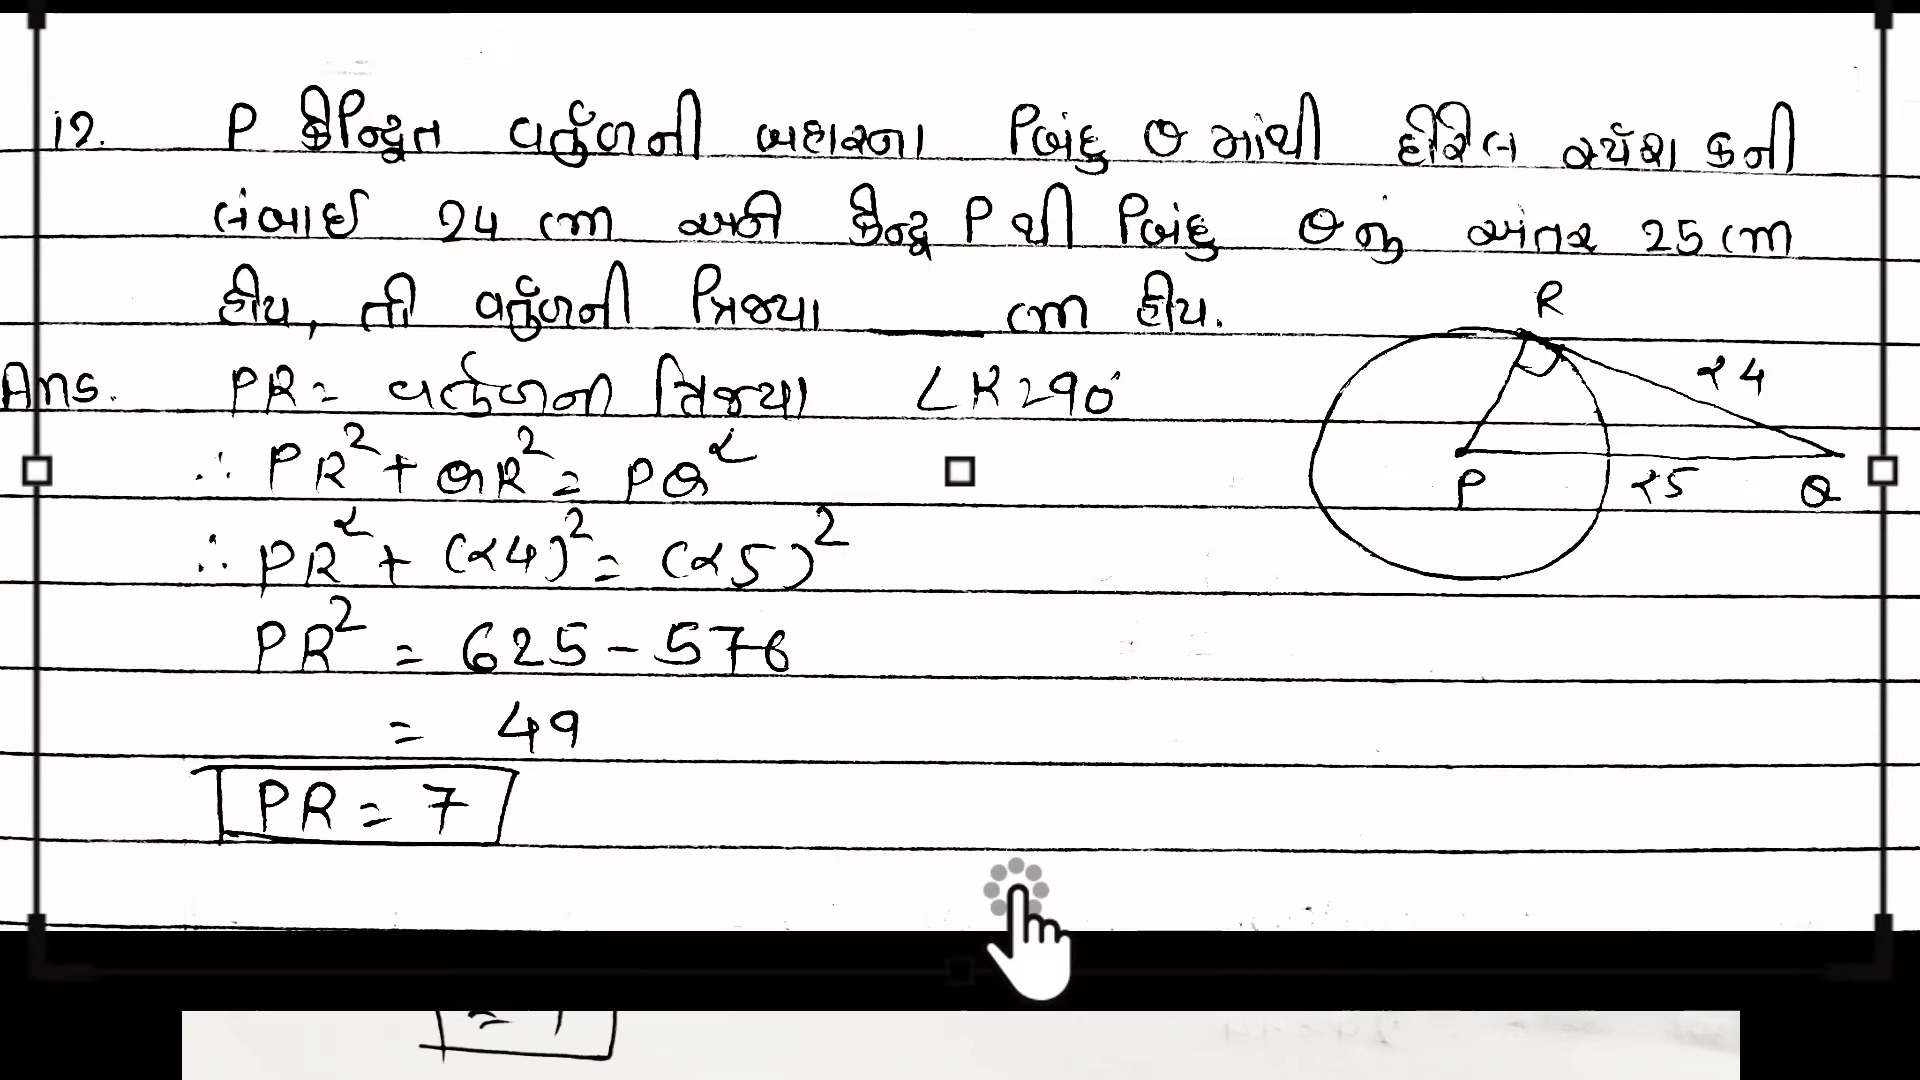 12. P કેન્દ્રિત વર્તુળની બહારના બિંદુ Q માંથી દોરેલ સ્પર્શકની
લંબાઈ 24 cm અને કેન્દ્ર P થી બિંદુ Q નું અંતર 25 cm
હોય, તો વર્તુળની ત્રિજ્યા ____ cm હોય.
R
Ans. PR = વર્તુળની ત્રિજ્યા ∠R = 90°
24
∴ PR² + QR² = PQ²
P 25 Q
∴ PR² + (24)² = (25)²
PR² = 625 - 576
= 49
PR = 7